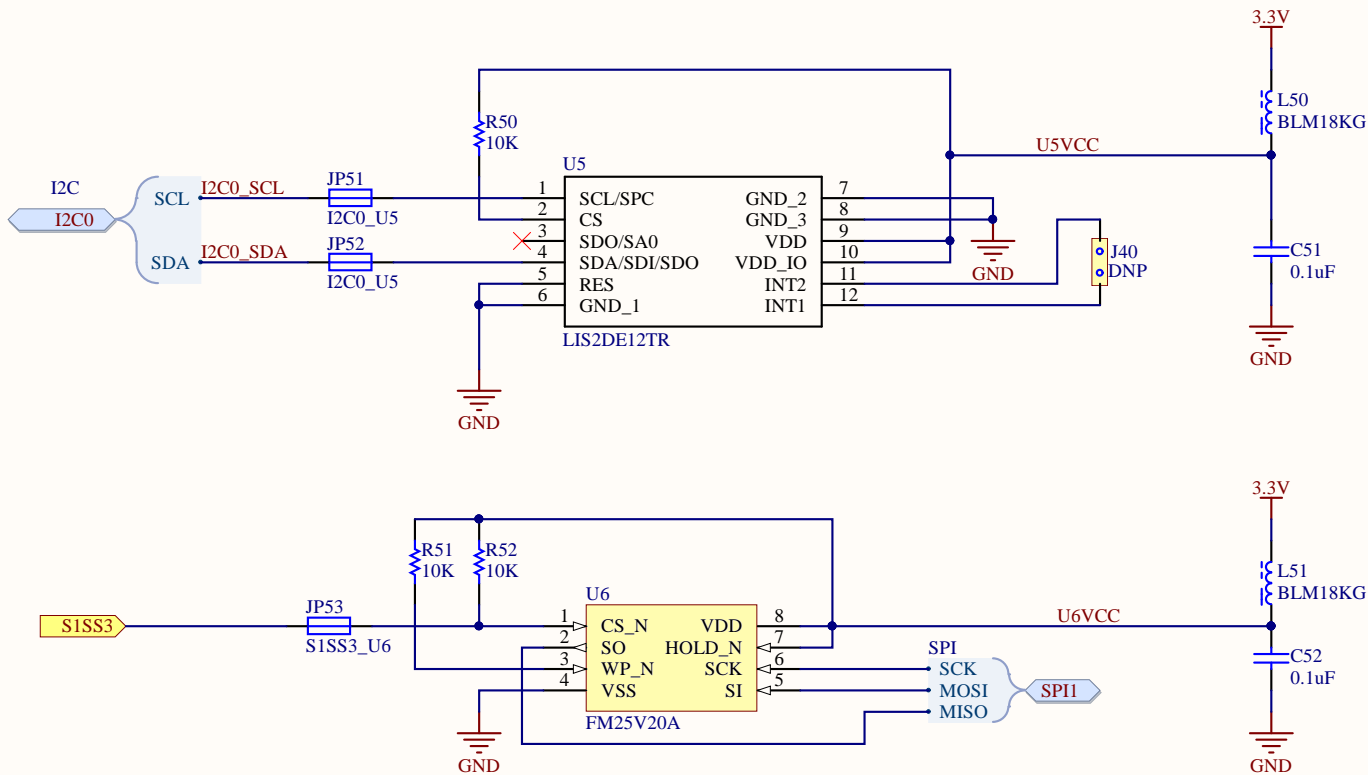 3.3V
L50
BLM18KG
R50
10K
U5VCC
U5
I2C
I2C0
SCL
SDA
I2C0_SCL
I2C0_SDA
JP51
I2C0_U5
JP52
I2C0_U5
1
2
3
4
5
6
SCL/SPC
CS
SDO/SA0
SDA/SDI/SDO
RES
GND_1
GND_2
GND_3
VDD
VDD_IO
INT2
INT1
7
8
9
10
11
12
LIS2DE12TR
GND
GND
J40
DNP
C51
0.1uF
GND
3.3V
L51
BLM18KG
R51
10K
R52
10K
U6VCC
U6
S1SS3
JP53
S1SS3_U6
1
2
3
4
CS_N
SO
WP_N
VSS
VDD
HOLD_N
SCK
SI
8
7
6
5
FM25V20A
GND
SPI
SCK
MOSI
MISO
SPI1
C52
0.1uF
GND